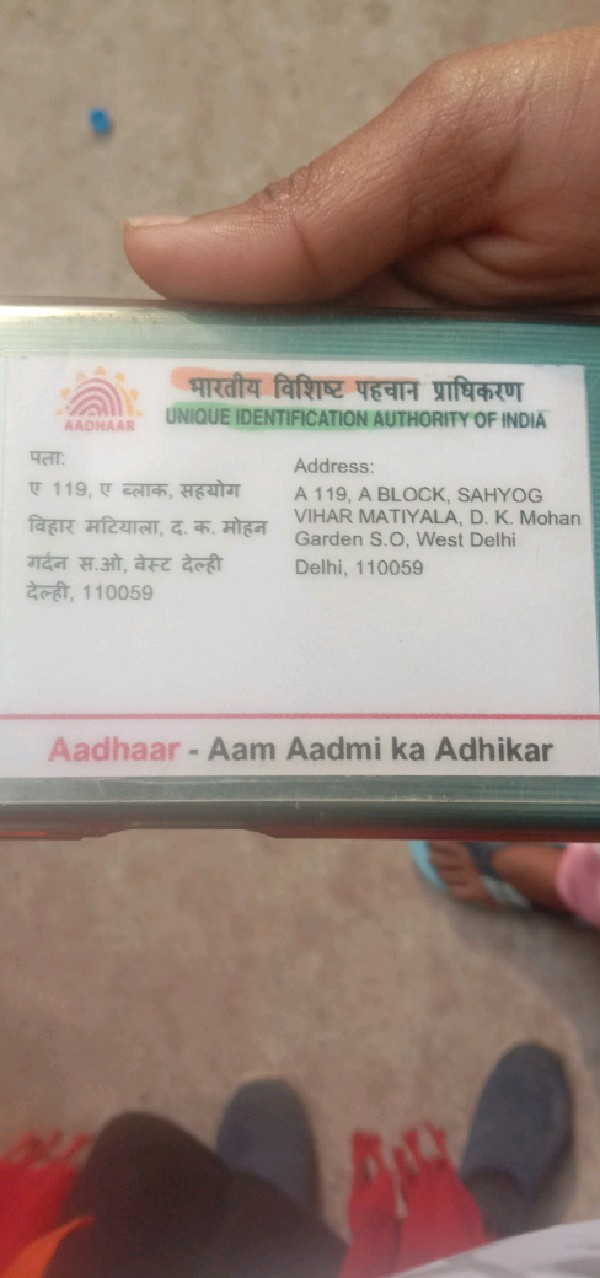 AADHAAR
भारतीय विशिष्ट पहचान प्राधिकरण
UNIQUE IDENTIFICATION AUTHORITY OF INDIA
पता:
ए 119, ए ब्लाक, सहयोग
विहार मटियाला, द. क. मोहन
गर्दन स.ओ, वेस्ट देल्ही
देल्ही, 110059
Address:
A 119, A BLOCK, SAHYOG
VIHAR MATIYALA, D. K. Mohan
Garden S.O, West Delhi
Delhi, 110059
Aadhaar - Aam Aadmi ka Adhikar